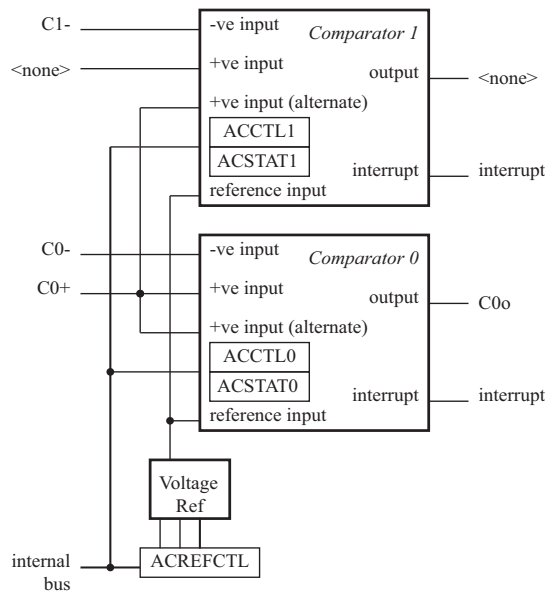 C1-
-ve input
Comparator 1
<none>
+ve input
output
<none>
+ve input (alternate)
ACCTL1
ACSTAT1
interrupt
interrupt
reference input
C0-
-ve input
Comparator 0
C0+
+ve input
output
C0o
+ve input (alternate)
ACCTL0
ACSTAT0
interrupt
interrupt
reference input
Voltage
Ref
internal
bus
ACREFCTL